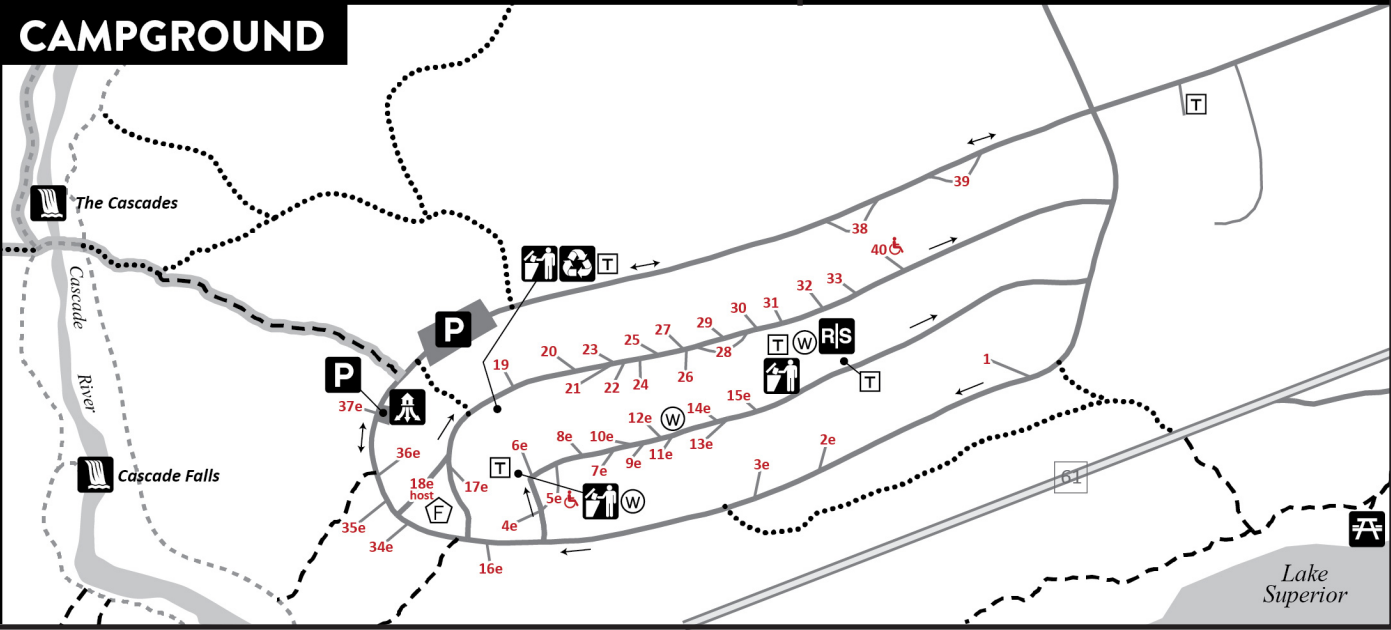 CAMPGROUND
T
The Cascades
39
38
40
T
33
32
31
30
29
28
27
26
25
24
23
22
21
20
19
P
T
W
R|S
T
P
37e
1
15e
14e
13e
12e
W
11e
10e
9e
8e
7e
6e
2e
3e
Cascade
River
Cascade Falls
36e
18e
host
F
17e
T
5e
W
4e
35e
34e
16e
61
Lake
Superior